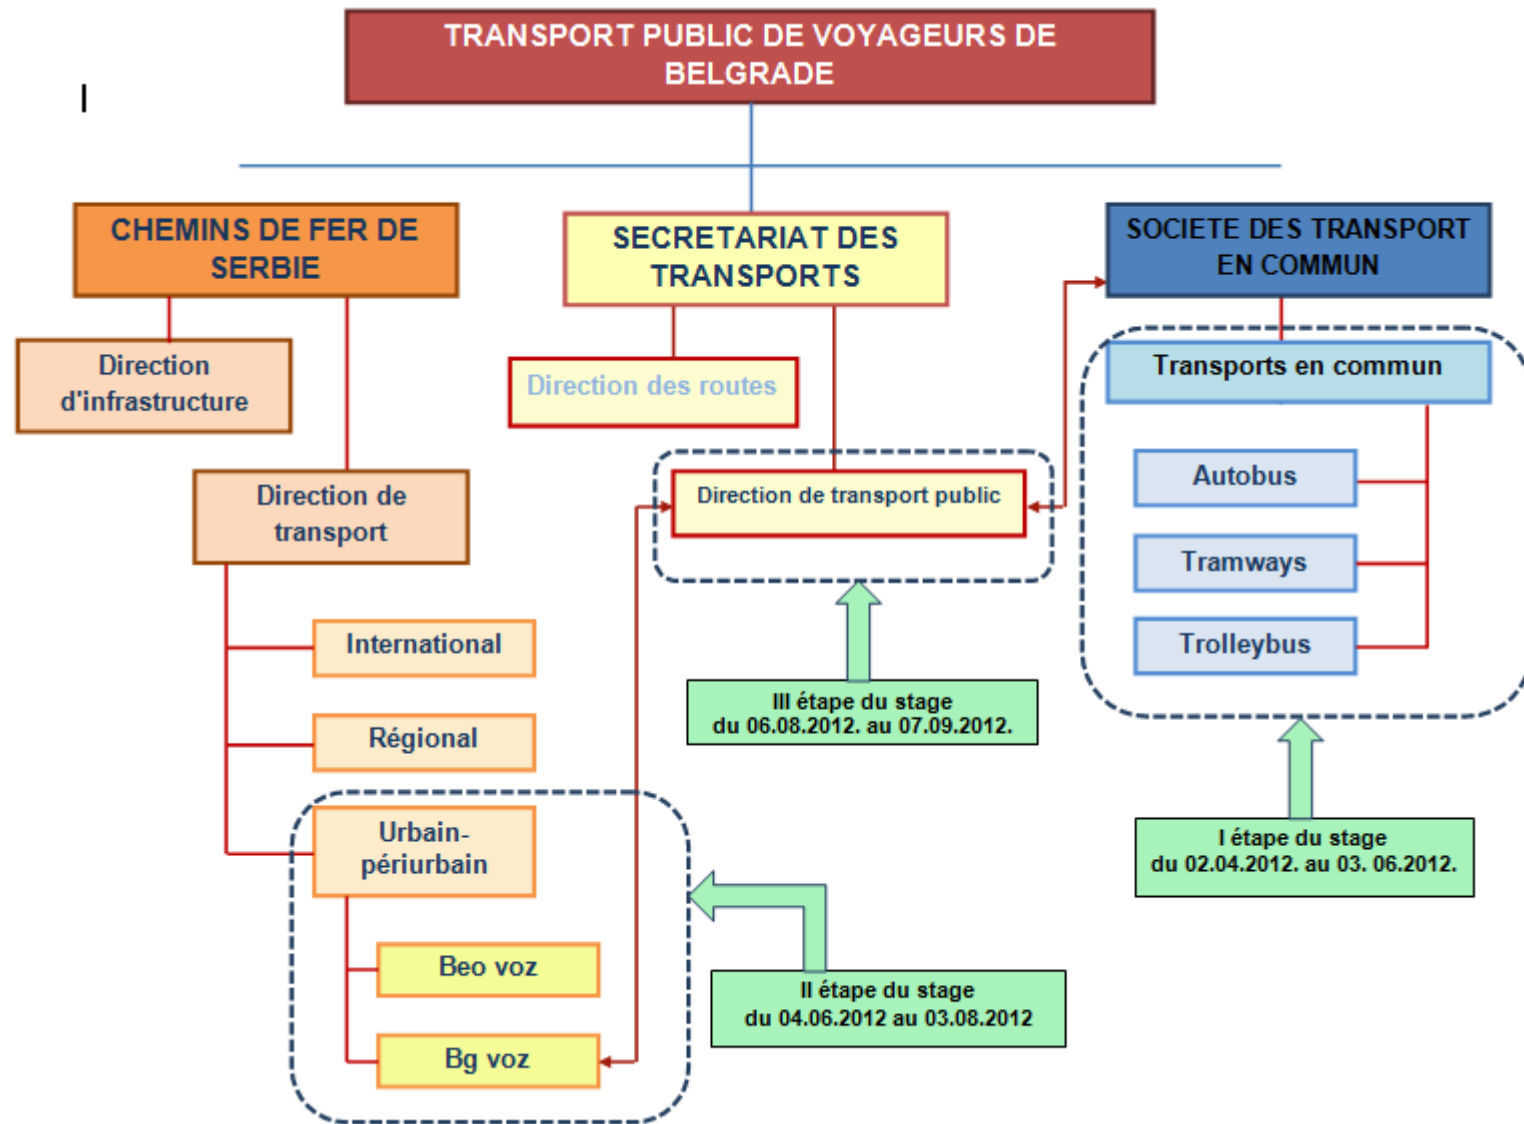 TRANSPORT PUBLIC DE VOYAGEURS DE
BELGRADE
I
CHEMINS DE FER DE
SERBIE
SECRETARIAT DES
TRANSPORTS
SOCIETE DES TRANSPORT
EN COMMUN
Direction
d'infrastructure
Direction des routes
Transports en commun
Direction de
transport
Direction de transport public
Autobus
Tramways
Trolleybus
International
Régional
Urbain-
périurbain
Beo voz
Bg voz
III étape du stage
du 06.08.2012. au 07.09.2012.
I étape du stage
du 02.04.2012. au 03. 06.2012.
II étape du stage
du 04.06.2012 au 03.08.2012